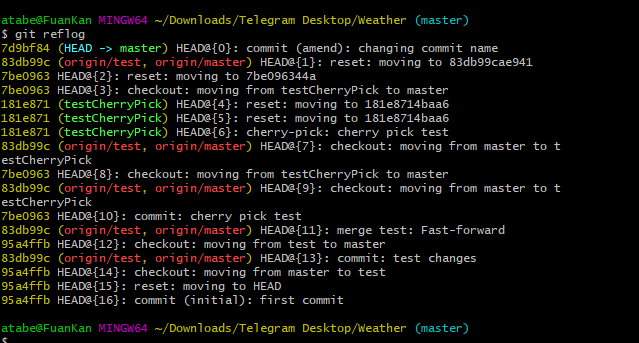 atabe@FuanKan MINGW64 ~/Downloads/Telegram Desktop/Weather (master)
$ git reflog
7d9bf84 (HEAD -> master) HEAD@{0}: commit (amend): changing commit name
83db99c (origin/test, origin/master) HEAD@{1}: reset: moving to 83db99cae941
7be0963 HEAD@{2}: reset: moving to 7be096344a
7be0963 HEAD@{3}: checkout: moving from testCherryPick to master
181e871 (testCherryPick) HEAD@{4}: reset: moving to 181e8714baa6
181e871 (testCherryPick) HEAD@{5}: reset: moving to 181e8714baa6
181e871 (testCherryPick) HEAD@{6}: cherry-pick: cherry pick test
83db99c (origin/test, origin/master) HEAD@{7}: checkout: moving from master to t
estCherryPick
7be0963 HEAD@{8}: checkout: moving from testCherryPick to master
83db99c (origin/test, origin/master) HEAD@{9}: checkout: moving from master to t
estCherryPick
7be0963 HEAD@{10}: commit: cherry pick test
83db99c (origin/test, origin/master) HEAD@{11}: merge test: Fast-forward
95a4ffb HEAD@{12}: checkout: moving from test to master
83db99c (origin/test, origin/master) HEAD@{13}: commit: test changes
95a4ffb HEAD@{14}: checkout: moving from master to test
95a4ffb HEAD@{15}: reset: moving to HEAD
95a4ffb HEAD@{16}: commit (initial): first commit
atabe@FuanKan MINGW64 ~/Downloads/Telegram Desktop/Weather (master)
$